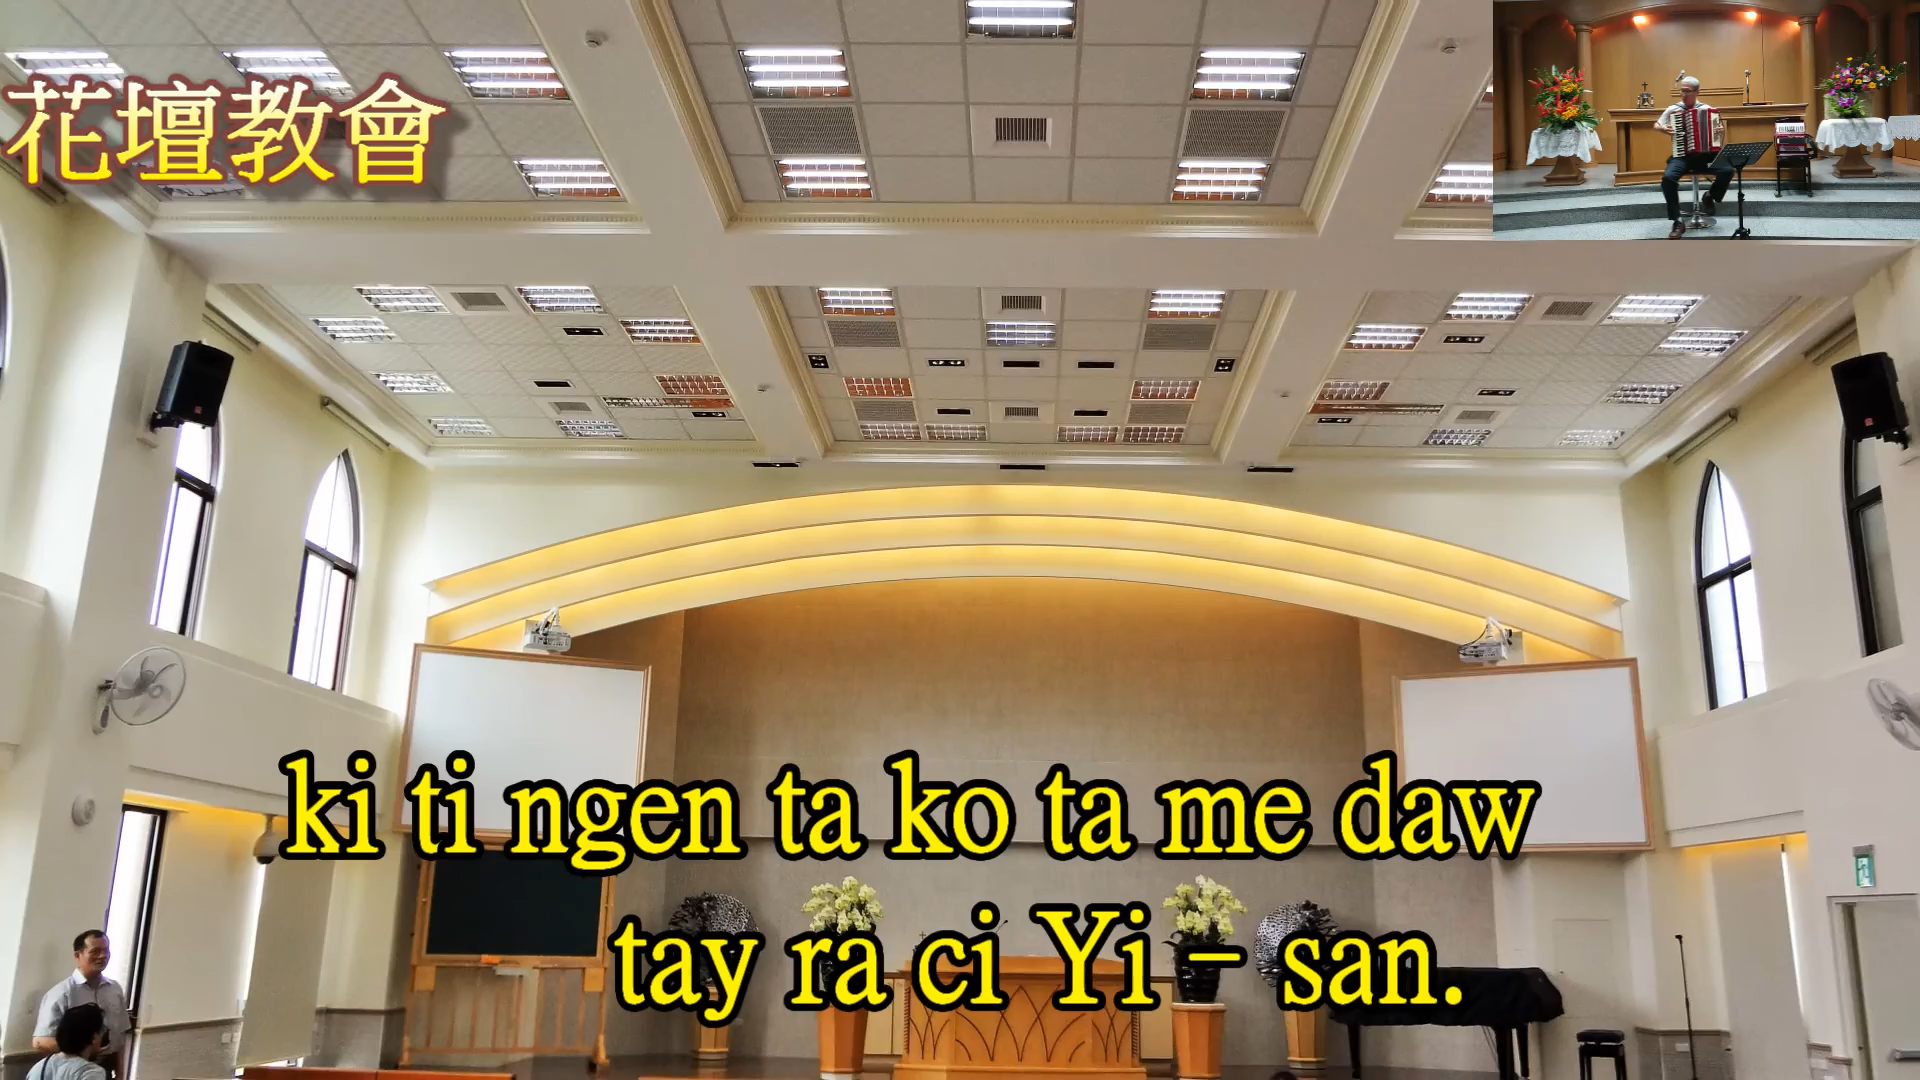 花壇教會
ki ti ngen ta ko ta me daw
tay ra ci Yi - san.